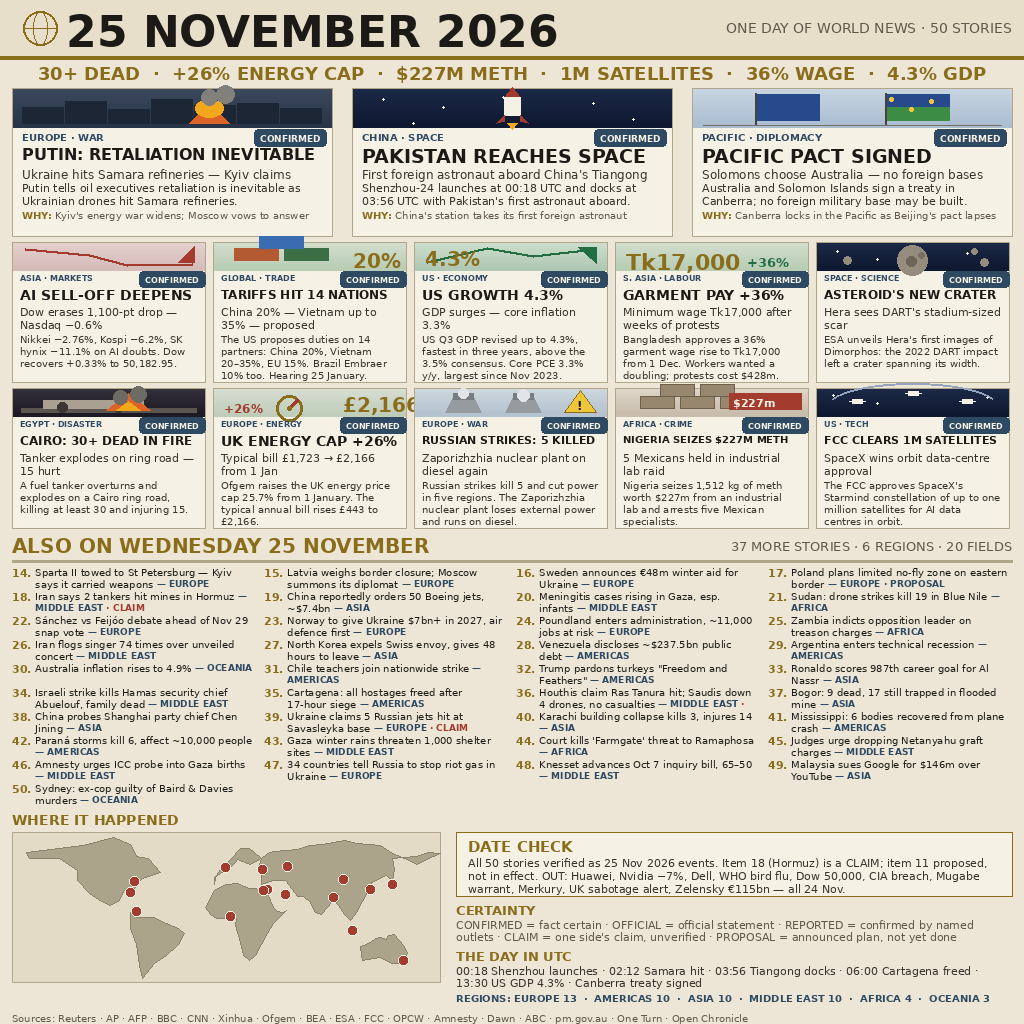 25 NOVEMBER 2026
ONE DAY OF WORLD NEWS · 50 STORIES
30+ DEAD · +26% ENERGY CAP · $227M METH · 1M SATELLITES · 36% WAGE · 4.3% GDP
EUROPE · WAR
CONFIRMED
PUTIN: RETALIATION INEVITABLE
Ukraine hits Samara refineries — Kyiv claims
Putin tells oil executives retaliation is inevitable as
Ukrainian drones hit Samara refineries.
WHY: Kyiv's energy war widens; Moscow vows to answer
CHINA · SPACE
CONFIRMED
PAKISTAN REACHES SPACE
First foreign astronaut aboard China's Tiangong
Shenzhou-24 launches at 00:18 UTC and docks at
03:56 UTC with Pakistan's first astronaut aboard.
WHY: China's station takes its first foreign astronaut
PACIFIC · DIPLOMACY
CONFIRMED
PACIFIC PACT SIGNED
Solomons choose Australia — no foreign bases
Australia and Solomon Islands sign a treaty in
Canberra; no foreign military base may be built.
WHY: Canberra locks in the Pacific as Beijing's pact lapses
ASIA · MARKETS
CONFIRMED
AI SELL-OFF DEEPENS
Dow erases 1,100-pt drop —
Nasdaq −0.6%
Nikkei −2.76%, Kospi −6.2%, SK
hynix −11.1% on AI doubts. Dow
recovers +0.33% to 50,182.95.
20%
GLOBAL · TRADE
CONFIRMED
TARIFFS HIT 14 NATIONS
China 20% — Vietnam up to
35% — proposed
The US proposes duties on 14
partners: China 20%, Vietnam
20–35%, EU 15%. Brazil Embraer
10% too. Hearing 25 January.
4.3%
US · ECONOMY
CONFIRMED
US GROWTH 4.3%
GDP surges — core inflation
3.3%
US Q3 GDP revised up to 4.3%,
fastest in three years, above the
3.5% consensus. Core PCE 3.3%
y/y, largest since Nov 2023.
Tk17,000 +36%
S. ASIA · LABOUR
CONFIRMED
GARMENT PAY +36%
Minimum wage Tk17,000 after
weeks of protests
Bangladesh approves a 36%
garment wage rise to Tk17,000
from 1 Dec. Workers wanted a
doubling; protests cost $428m.
SPACE · SCIENCE
CONFIRMED
ASTEROID'S NEW CRATER
Hera sees DART's stadium-sized
scar
ESA unveils Hera's first images of
Dimorphos: the 2022 DART impact
left a crater spanning its width.
EGYPT · DISASTER
CONFIRMED
CAIRO: 30+ DEAD IN FIRE
Tanker explodes on ring road —
15 hurt
A fuel tanker overturns and
explodes on a Cairo ring road,
killing at least 30 and injuring 15.
+26%
£2,166
EUROPE · ENERGY
CONFIRMED
UK ENERGY CAP +26%
Typical bill £1,723 → £2,166
from 1 Jan
Ofgem raises the UK energy price
cap 25.7% from 1 January. The
typical annual bill rises £443 to
£2,166.
!
EUROPE · WAR
CONFIRMED
RUSSIAN STRIKES: 5 KILLED
Zaporizhzhia nuclear plant on
diesel again
Russian strikes kill 5 and cut power
in five regions. The Zaporizhzhia
nuclear plant loses external power
and runs on diesel.
$227m
AFRICA · CRIME
CONFIRMED
NIGERIA SEIZES $227M METH
5 Mexicans held in industrial
lab raid
Nigeria seizes 1,512 kg of meth
worth $227m from an industrial
lab and arrests five Mexican
specialists.
US · TECH
CONFIRMED
FCC CLEARS 1M SATELLITES
SpaceX wins orbit data-centre
approval
The FCC approves SpaceX's
Starmind constellation of up to one
million satellites for AI data
centres in orbit.
ALSO ON WEDNESDAY 25 NOVEMBER
37 MORE STORIES · 6 REGIONS · 20 FIELDS
14. Sparta II towed to St Petersburg — Kyiv
says it carried weapons — EUROPE
15. Latvia weighs border closure; Moscow
summons its diplomat — EUROPE
16. Sweden announces €48m winter aid for
Ukraine — EUROPE
17. Poland plans limited no-fly zone on eastern
border — EUROPE · PROPOSAL
18. Iran says 2 tankers hit mines in Hormuz —
MIDDLE EAST · CLAIM
19. China reportedly orders 50 Boeing jets,
~$7.4bn — ASIA
20. Meningitis cases rising in Gaza, esp.
infants — MIDDLE EAST
21. Sudan: drone strikes kill 19 in Blue Nile —
AFRICA
22. Sánchez vs Feijóo debate ahead of Nov 29
snap vote — EUROPE
23. Norway to give Ukraine $7bn+ in 2027, air
defence first — EUROPE
24. Poundland enters administration, ~11,000
jobs at risk — EUROPE
25. Zambia indicts opposition leader on
treason charges — AFRICA
26. Iran flogs singer 74 times over unveiled
concert — MIDDLE EAST
27. North Korea expels Swiss envoy, gives 48
hours to leave — ASIA
28. Venezuela discloses ~$237.5bn public
debt — AMERICAS
29. Argentina enters technical recession —
AMERICAS
30. Australia inflation rises to 4.9% — OCEANIA
31. Chile teachers join nationwide strike —
AMERICAS
32. Trump pardons turkeys "Freedom and
Feathers" — AMERICAS
33. Ronaldo scores 987th career goal for Al
Nassr — ASIA
34. Israeli strike kills Hamas security chief
Abuelouf, family dead — MIDDLE EAST
35. Cartagena: all hostages freed after
17-hour siege — AMERICAS
36. Houthis claim Ras Tanura hit; Saudis down
4 drones, no casualties — MIDDLE EAST ·
37. Bogor: 9 dead, 17 still trapped in flooded
mine — ASIA
38. China probes Shanghai party chief Chen
Jining — ASIA
39. Ukraine claims 5 Russian jets hit at
Savasleyka base — EUROPE · CLAIM
40. Karachi building collapse kills 3, injures 14
— ASIA
41. Mississippi: 6 bodies recovered from plane
crash — AMERICAS
42. Paraná storms kill 6, affect ~10,000 people
— AMERICAS
43. Gaza winter rains threaten 1,000 shelter
sites — MIDDLE EAST
44. Court kills 'Farmgate' threat to Ramaphosa
— AFRICA
45. Judges urge dropping Netanyahu graft
charges — MIDDLE EAST
46. Amnesty urges ICC probe into Gaza births
— MIDDLE EAST
47. 34 countries tell Russia to stop riot gas in
Ukraine — EUROPE
48. Knesset advances Oct 7 inquiry bill, 65–50
— MIDDLE EAST
49. Malaysia sues Google for $146m over
YouTube — ASIA
50. Sydney: ex-cop guilty of Baird & Davies
murders — OCEANIA
WHERE IT HAPPENED
DATE CHECK
All 50 stories verified as 25 Nov 2026 events. Item 18 (Hormuz) is a CLAIM; item 11 proposed,
not in effect. OUT: Huawei, Nvidia −7%, Dell, WHO bird flu, Dow 50,000, CIA breach, Mugabe
warrant, Merkury, UK sabotage alert, Zelensky €115bn — all 24 Nov.
CERTAINTY
CONFIRMED = fact certain · OFFICIAL = official statement · REPORTED = confirmed by named
outlets · CLAIM = one side's claim, unverified · PROPOSAL = announced plan, not yet done
THE DAY IN UTC
00:18 Shenzhou launches · 02:12 Samara hit · 03:56 Tiangong docks · 06:00 Cartagena freed ·
13:30 US GDP 4.3% · Canberra treaty signed
REGIONS: EUROPE 13 · AMERICAS 10 · ASIA 10 · MIDDLE EAST 10 · AFRICA 4 · OCEANIA 3
Sources: Reuters · AP · AFP · BBC · CNN · Xinhua · Ofgem · BEA · ESA · FCC · OPCW · Amnesty · Dawn · ABC · pm.gov.au · One Turn · Open Chronicle